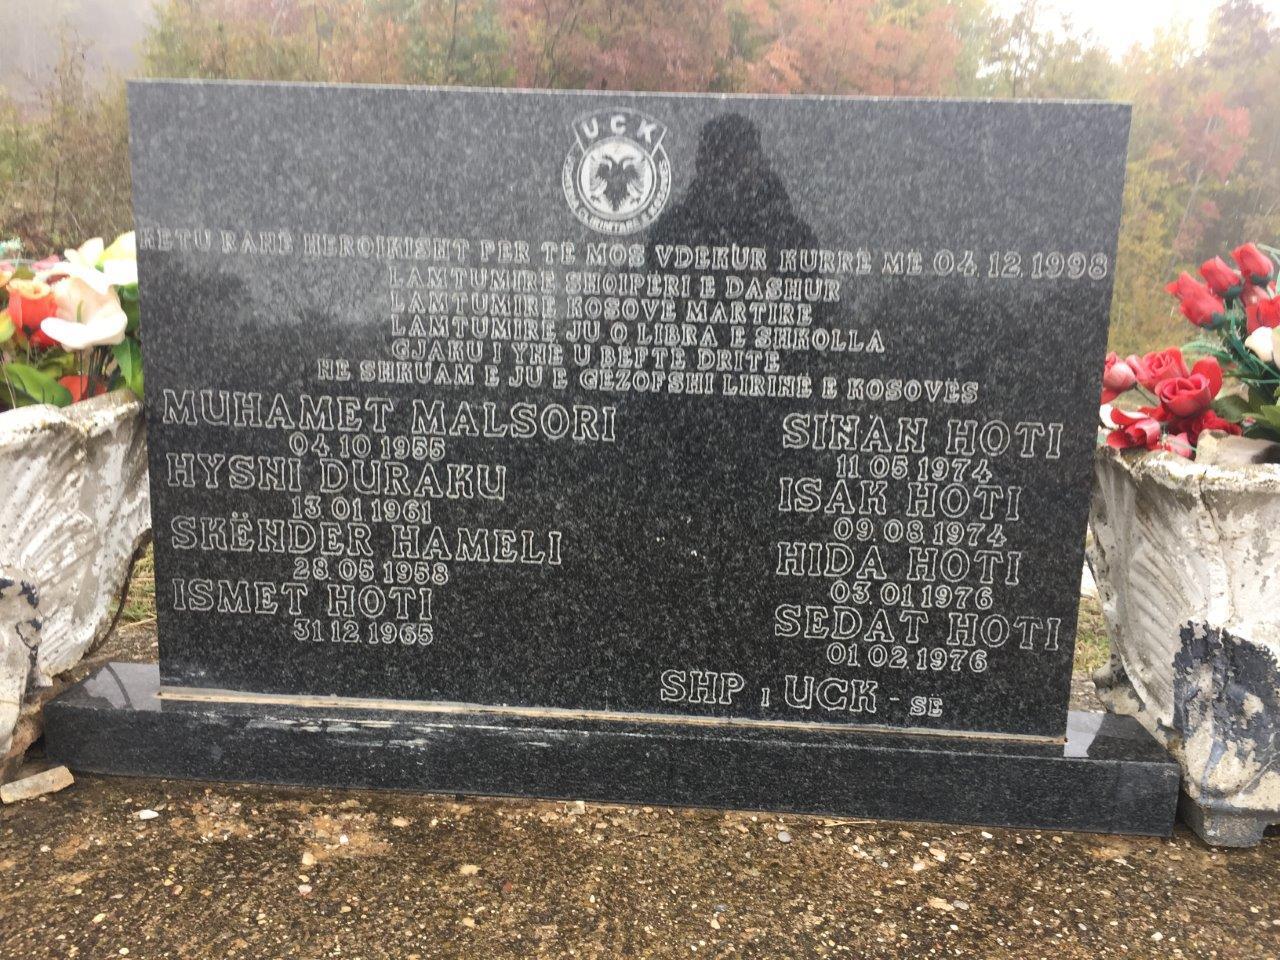 UCK
KETU RANË HEROIKISHT PËR TË MOS VDEKUR KURRË MË 04.12.1998
LAMTUMIRË SHQIPËRI E DASHUR
LAMTUMIRË KOSOVË MARTIRE
LAMTUMIRË JU O LIBRA E SHKOLLA
GJAKU I YNË U BËFTË DRITË
NE SHKUAM E JU E GËZOFSHI LIRINË E KOSOVËS
MUHAMET MALSORI
04.10.1955
HYSNI DURAKU
13.01.1961
SKËNDER HAMELI
28.05.1958
ISMET HOTI
31.12.1965
SINAN HOTI
11.05.1974
ISAK HOTI
09.08.1974
HIDA HOTI
03.01.1976
SEDAT HOTI
01.02.1976
SHP I UCK - SË